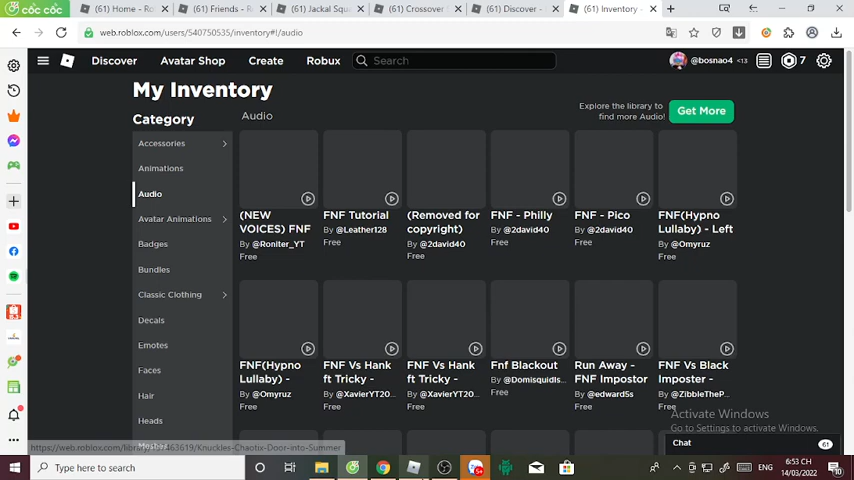 cốc cốc
(61) Home - Ro
(61) Friends - R
(61) Jackal Squ
(61) Crossover
(61) Discover -
(61) Inventory -
web.roblox.com/users/540750535/inventory#!/audio
Discover
Avatar Shop
Create
Robux
Search
@bosnao4
<13
7
My Inventory
Category
Audio
Explore the library to
find more Audio!
Get More
Accessories
Animations
Audio
Avatar Animations
Badges
Bundles
Classic Clothing
Decals
Emotes
Faces
Hair
Heads
(NEW
VOICES) FNF
By @Roniter_YT
Free
FNF Tutorial
By @Leather128
Free
(Removed for
copyright)
By @2david40
Free
FNF - Philly
By @2david40
Free
FNF - Pico
By @2david40
Free
FNF(Hypno
Lullaby) - Left
By @Omyruz
Free
FNF(Hypno
Lullaby) -
By @Omyruz
Free
FNF Vs Hank
ft Tricky -
By @XavierYT20...
Free
FNF Vs Hank
ft Tricky -
By @XavierYT20...
Free
Fnf Blackout
By @Domisquidls...
Free
Run Away -
FNF Impostor
By @edward5s
Free
FNF Vs Black
Imposter -
By @ZibbleTheP...
Free
Activate Windows
Go to Settings to activate Windows.
Chat
61
Type here to search
5+
ENG
6:53 CH
14/03/2022
10